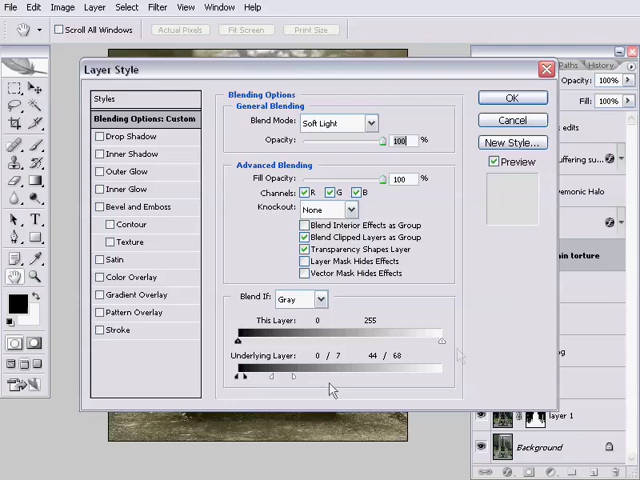 File Edit Image Layer Select Filter View Window Help
Scroll All Windows Actual Pixels Fit Screen Print Size
Layer Style
Paths History
Opacity: 100%
Fill: 100%
Styles
Blending Options: Custom
Drop Shadow
Inner Shadow
Outer Glow
Inner Glow
Bevel and Emboss
Contour
Texture
Satin
Color Overlay
Gradient Overlay
Pattern Overlay
Stroke
Blending Options
General Blending
Blend Mode: Soft Light
Opacity: 100 %
Advanced Blending
Fill Opacity: 100 %
Channels: R G B
Knockout: None
Blend Interior Effects as Group
Blend Clipped Layers as Group
Transparency Shapes Layer
Layer Mask Hides Effects
Vector Mask Hides Effects
Blend If: Gray
This Layer: 0 255
Underlying Layer: 0 / 7 44 / 68
OK
Cancel
New Style...
Preview
edits
uffering su...
emonic Halo
in torture
ng
layer 1
Background